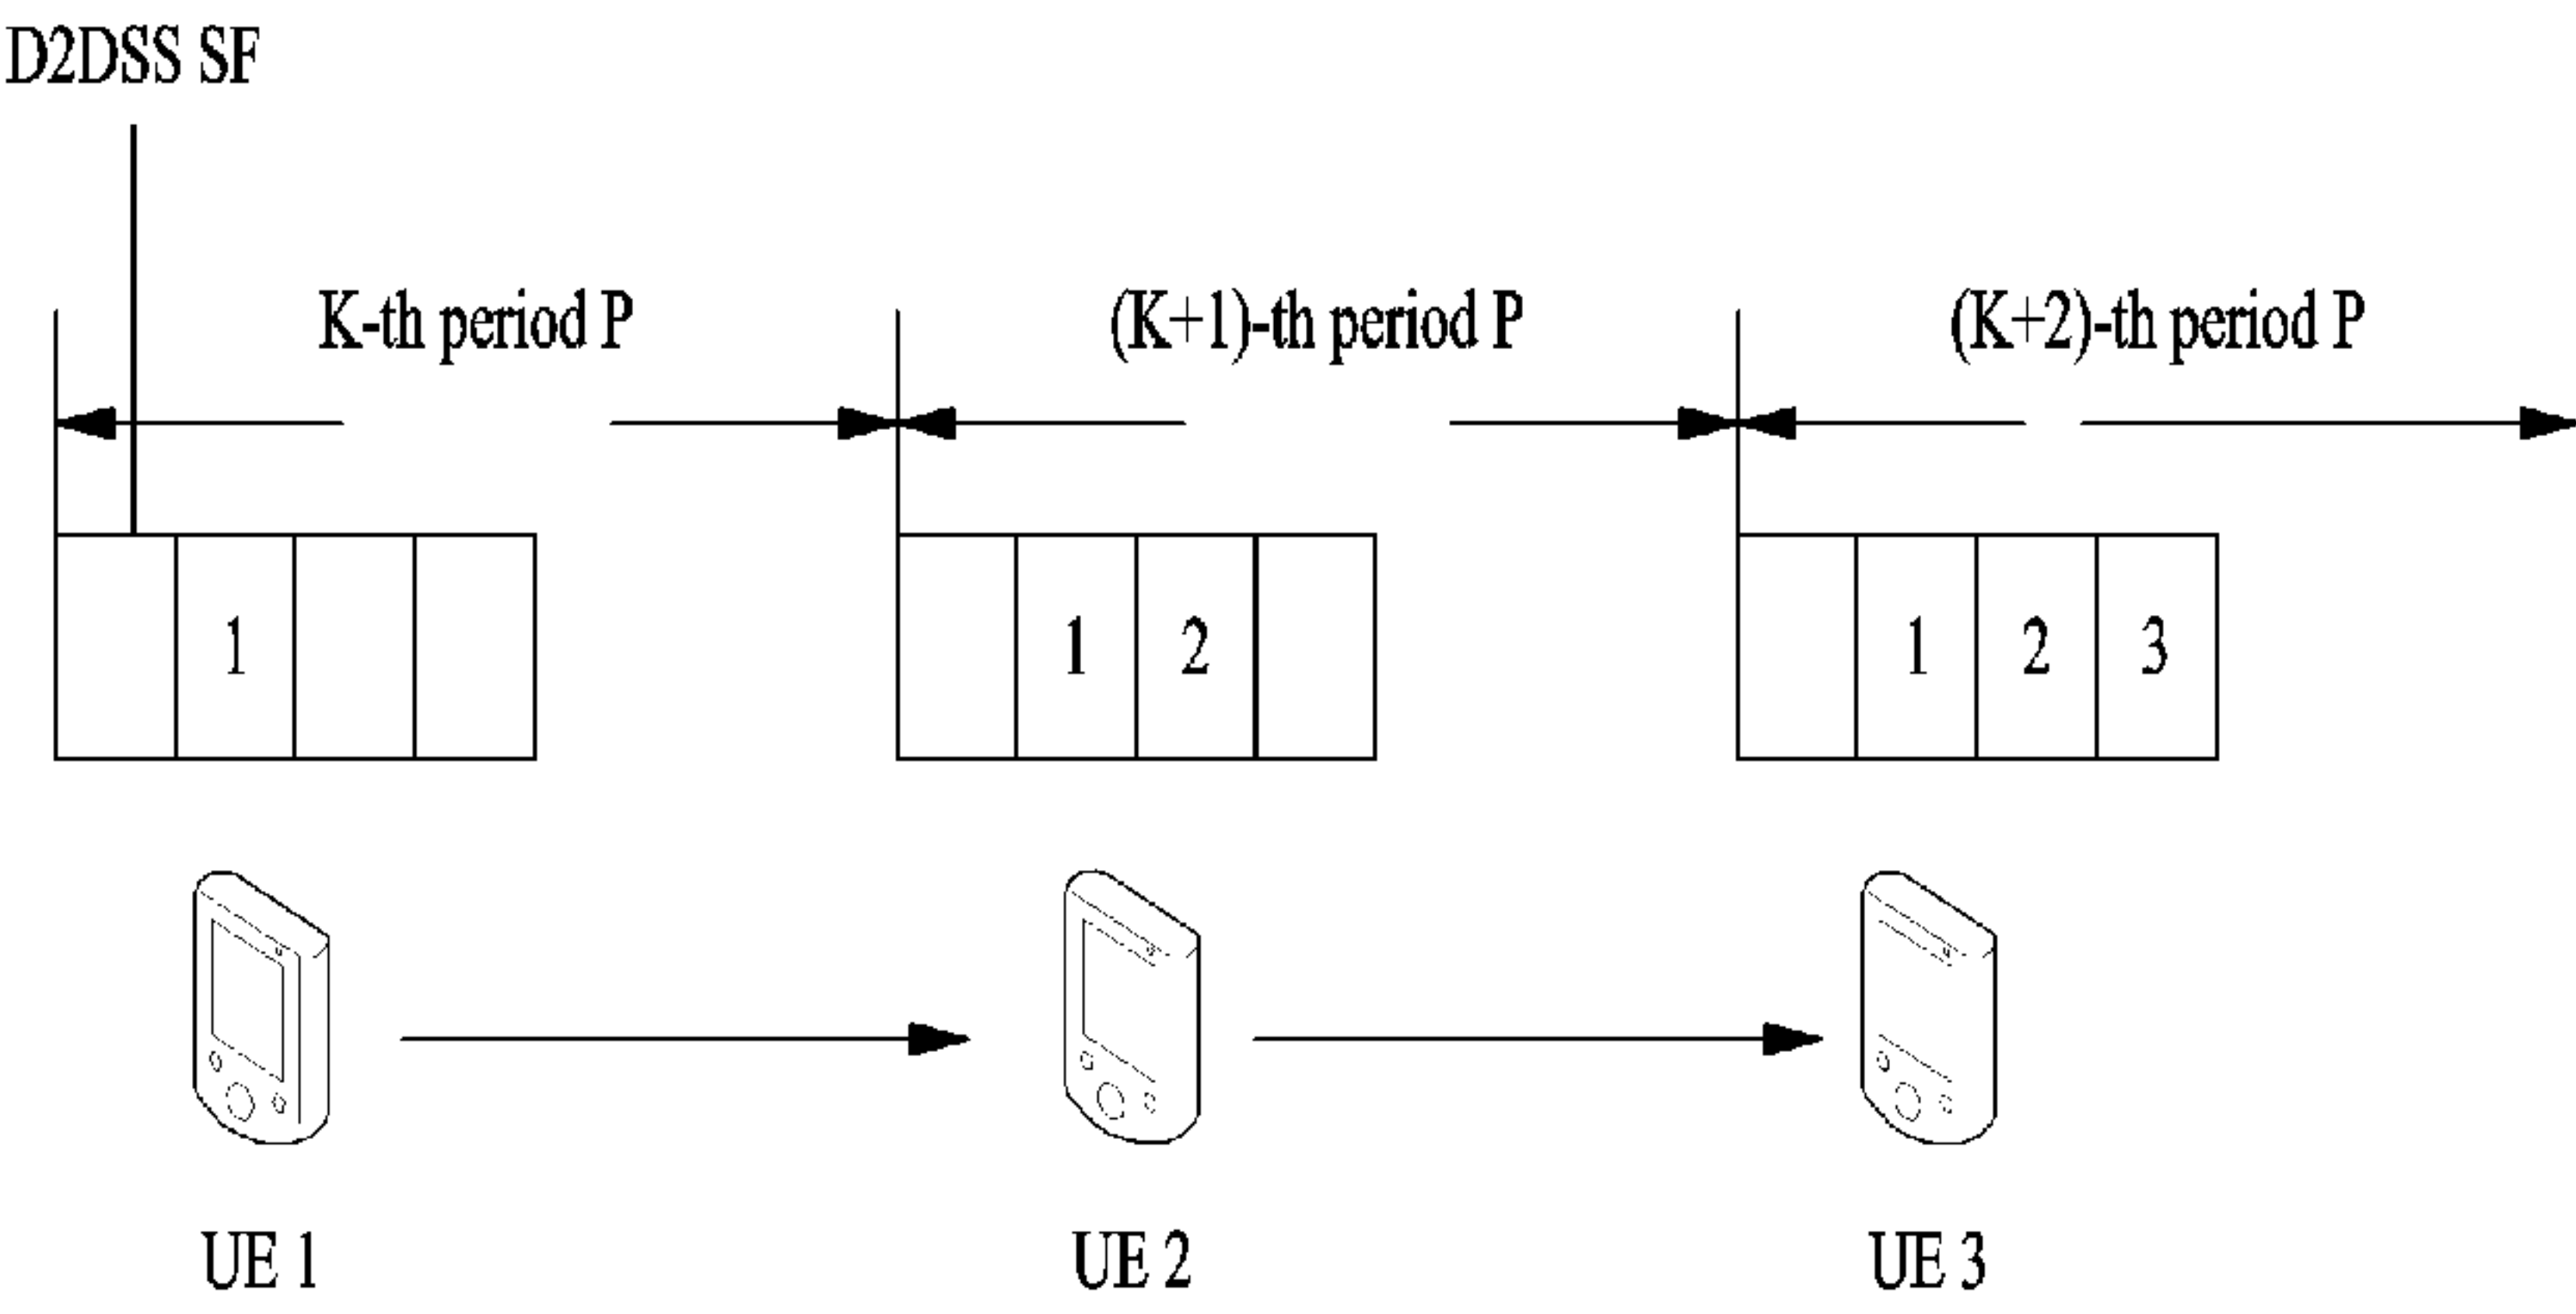 D2DSS SF
K-th period P (K+1)-th period P (K+2)-th period P
1 1 2 1 2 3
UE 1 UE 2 UE 3